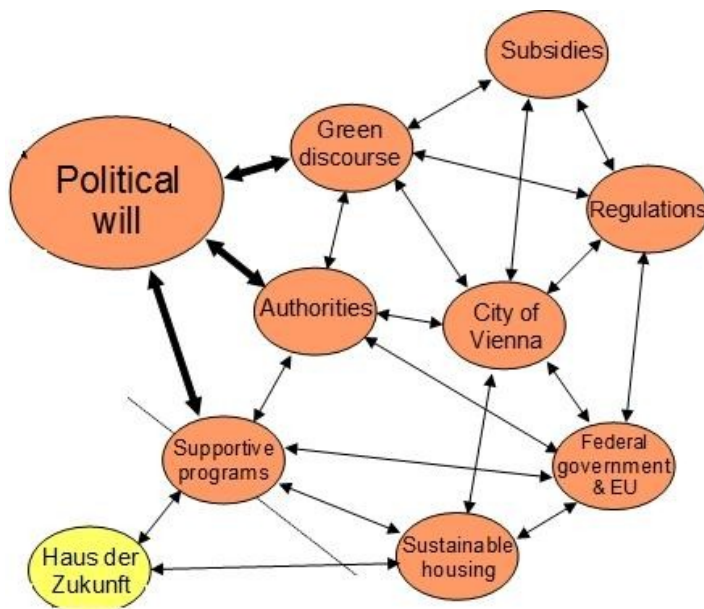 Subsidies
Green
discourse
Political
will
Regulations
Authorities
City of
Vienna
Supportive
programs
Federal
government
& EU
Haus der
Zukunft
Sustainable
housing